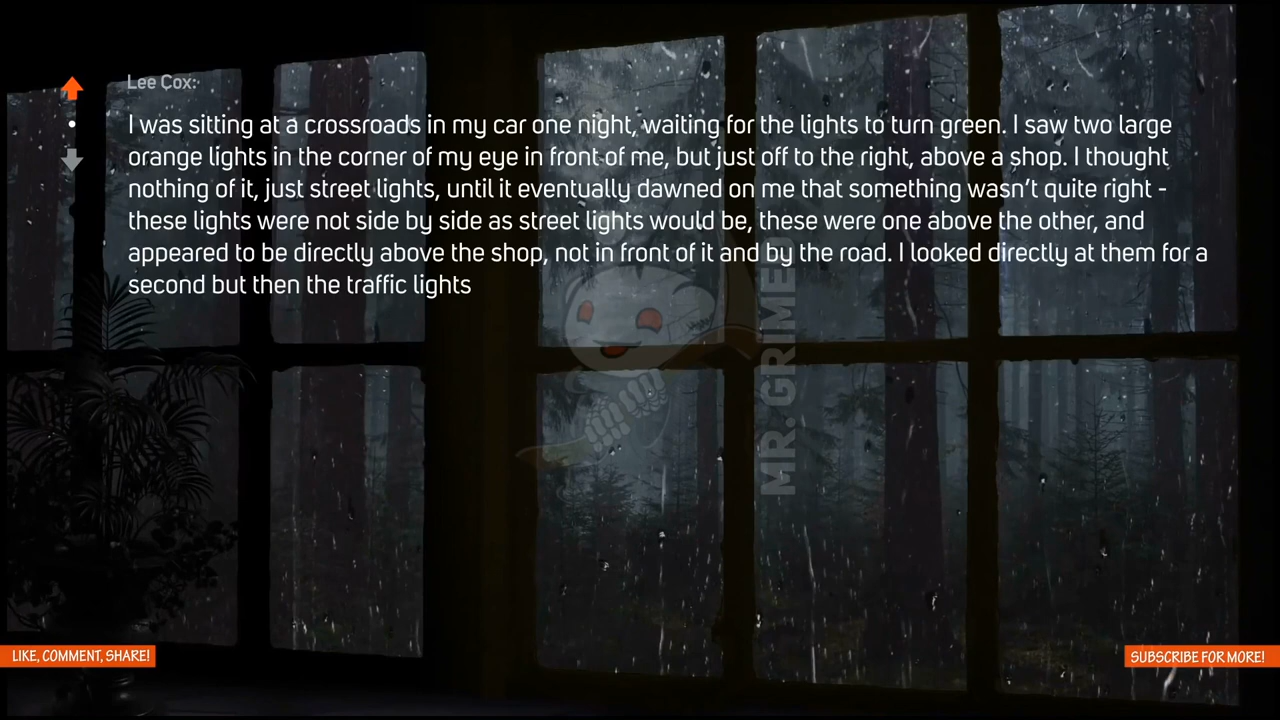 Lee Cox:
I was sitting at a crossroads in my car one night, waiting for the lights to turn green. I saw two large
orange lights in the corner of my eye in front of me, but just off to the right, above a shop. I thought
nothing of it, just street lights, until it eventually dawned on me that something wasn’t quite right -
these lights were not side by side as street lights would be, these were one above the other, and
appeared to be directly above the shop, not in front of it and by the road. I looked directly at them for a
second but then the traffic lights
MR. GRIMED
LIKE, COMMENT, SHARE!
SUBSCRIBE FOR MORE!